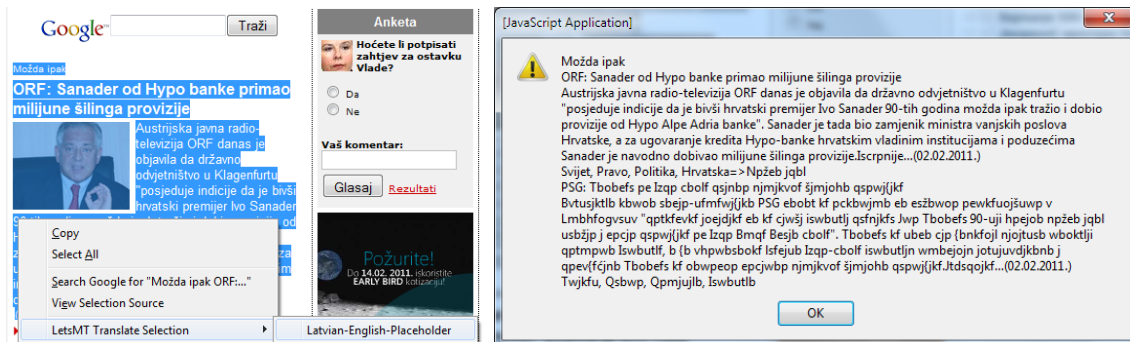 Google™
Traži
Možda ipak
ORF: Sanader od Hypo banke primao
milijune šilinga provizije
Austrijska javna radio-
televizija ORF danas je
objavila da državno
odvjetništvo u Klagenfurtu
"posjeduje indicije da je bivši
hrvatski premijer Ivo Sanader
Copy
Select All
Search Google for "Možda ipak ORF:..."
View Selection Source
LetsMT Translate Selection
Latvian-English-Placeholder
Anketa
Hoćete li potpisati
zahtjev za ostavku
Vlade?
Da
Ne
Vaš komentar:
Glasaj
Rezultati
Požurite!
Do 14.02. 2011. iskoristite
EARLY BIRD kotizaciju!
[JavaScript Application]
Možda ipak
ORF: Sanader od Hypo banke primao milijune šilinga provizije
Austrijska javna radio-televizija ORF danas je objavila da državno odvjetništvo u Klagenfurtu
"posjeduje indicije da je bivši hrvatski premijer Ivo Sanader 90-tih godina možda ipak tražio i dobio
provizije od Hypo Alpe Adria banke". Sanader je tada bio zamjenik ministra vanjskih poslova
Hrvatske, a za ugovaranje kredita Hypo-banke hrvatskim vladinim institucijama i poduzećima
Sanader je navodno dobivao milijune šilinga provizije.Iscrpnije...(02.02.2011.)
Svijet, Pravo, Politika, Hrvatska=>Npžeb jqbl
PSG: Tbobefs pe Izqp cbolf qsjnbp njmjkvof šjmjohb qspwj{jkf
Bvtusjktlb kbwob sbejp-ufmfwj{jkb PSG ebobt kf pckbwjmb eb esžbwop pewkfuojšuwp v
Lmbhfogvsuv "qptkfevkf joejdjkf eb kf cjwšj iswbutlj qsfnjkfs Jwp Tbobefs 90-uji hpejob npžeb jqbl
usbžjp j epcjp qspwj{jkf pe Izqp Bmqf Besjb cbolf". Tbobefs kf ubeb cjp {bnkfojl njojtusb wboktlji
qptmpwb Iswbutlf, b {b vhpwbsbokf lsfejub Izqp-cbolf iswbutljn wmbejojn jotujuvdjkbnb j
qpev{fćjnb Tbobefs kf obwpeop epcjwbp njmjkvof šjmjohb qspwj{jkf.Jtdsqojkf...(02.02.2011.)
Twjkfu, Qsbwp, Qpmjujlb, Iswbutlb
OK